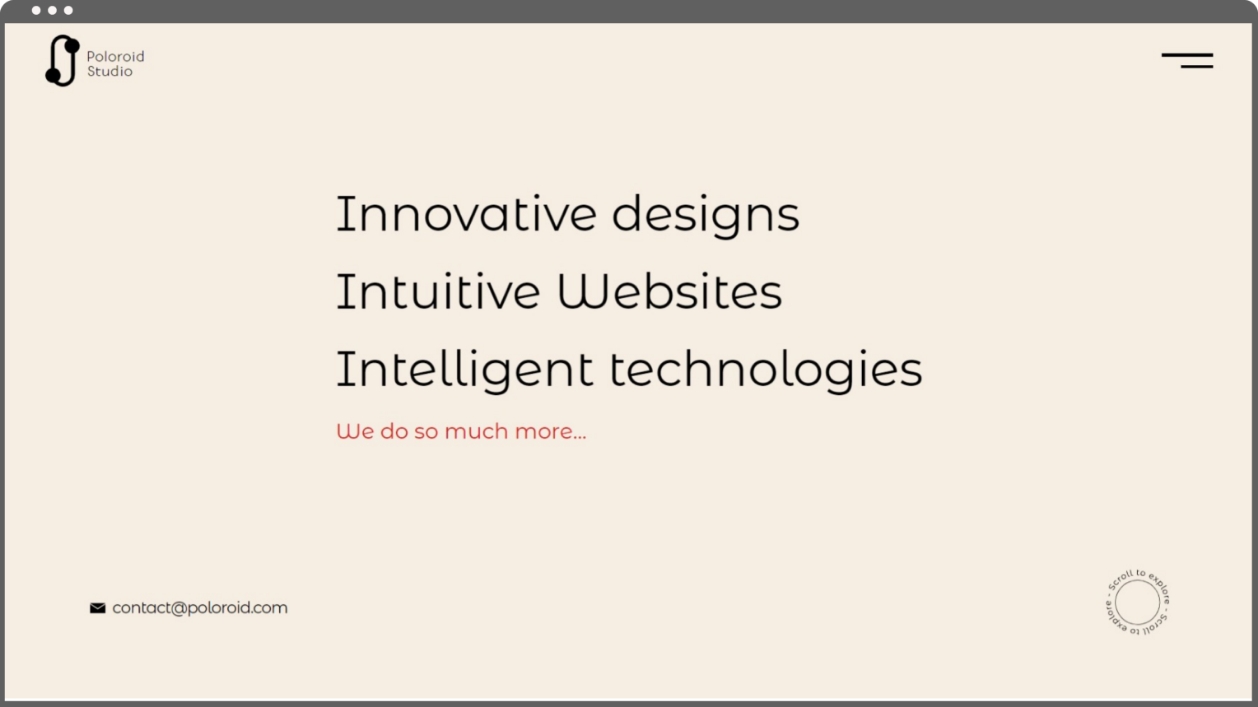 Poloroid
Studio
Innovative designs
Intuitive Websites
Intelligent technologies
We do so much more...
contact@poloroid.com
Scroll to explore - Scroll to explore -